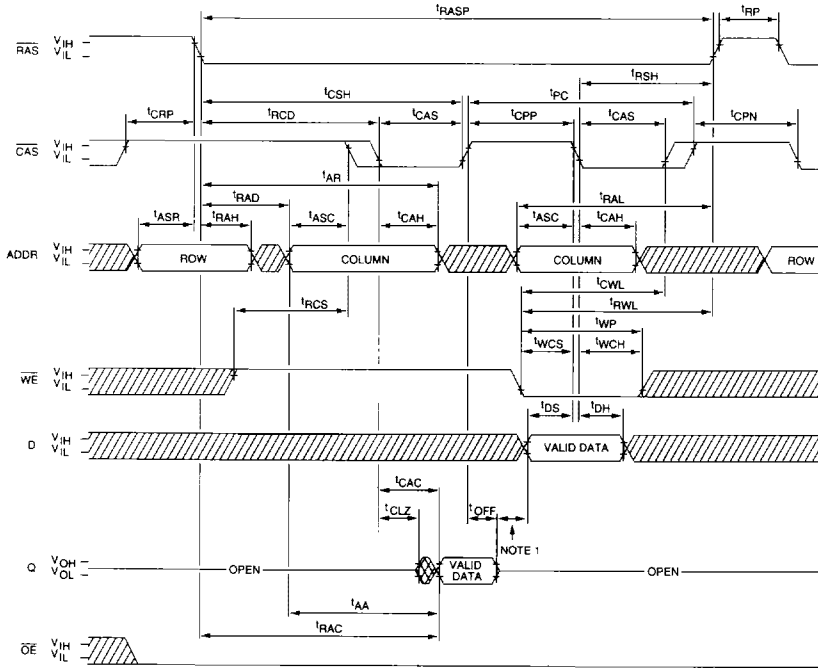 tRASP tRP
RAS VIH
VIL
tRSH
tCSH tPC
tCRP tRCD tCAS tCPP tCAS tCPN
CAS VIH
VIL
tAR
tRAD tRAL
tASR tRAH tASC tCAH tASC tCAH
ADDR VIH
VIL
ROW COLUMN COLUMN ROW
tCWL
tRCS tRWL
tWP
tWCS tWCH
WE VIH
VIL
tDS tDH
D VIH
VIL
VALID DATA
tCAC
tCLZ tOFF
NOTE 1
Q VOH
VOL
OPEN VALID
DATA OPEN
tAA
tRAC
OE VIH
VIL